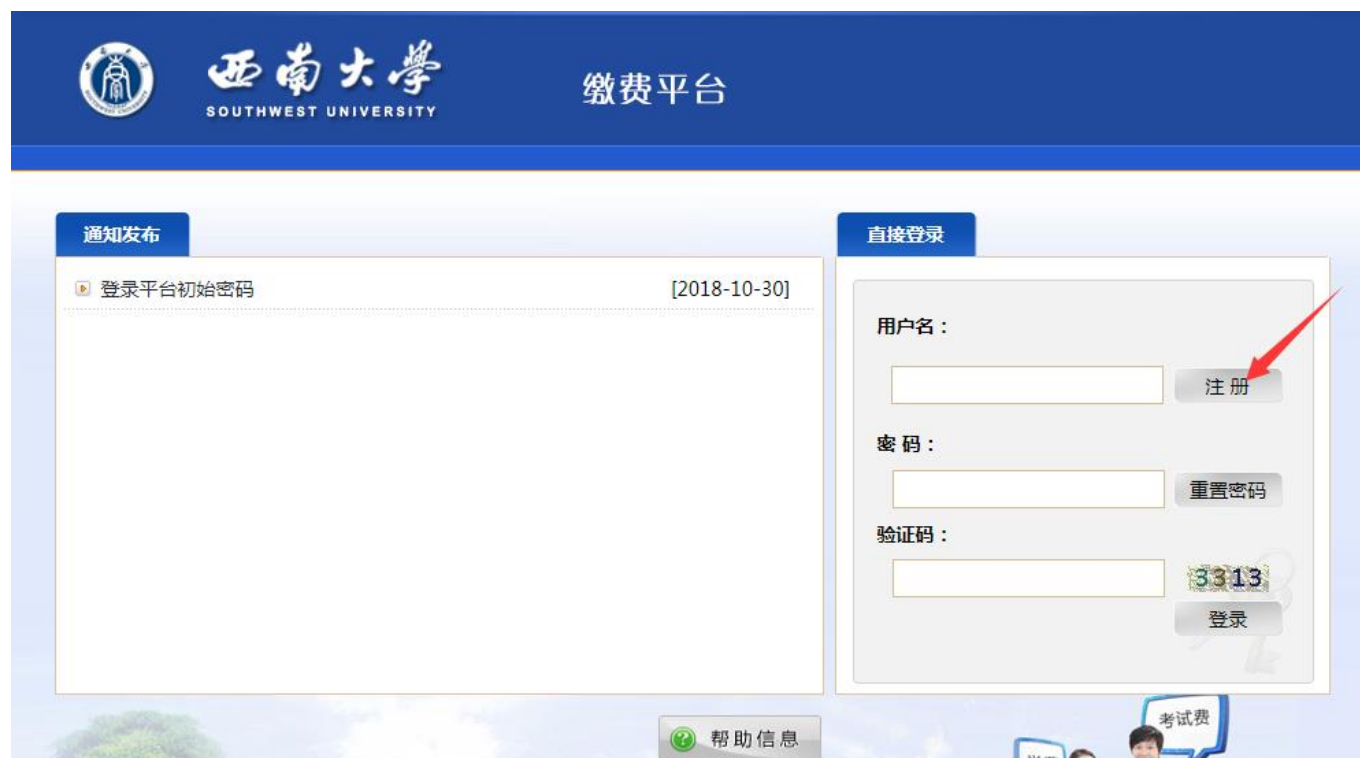 西南大學
SOUTHWEST UNIVERSITY
缴费平台
通知发布
登录平台初始密码 [2018-10-30]
直接登录
用户名：
注册
密 码：
重置密码
验证码：
3313
登录
帮助信息
考试费